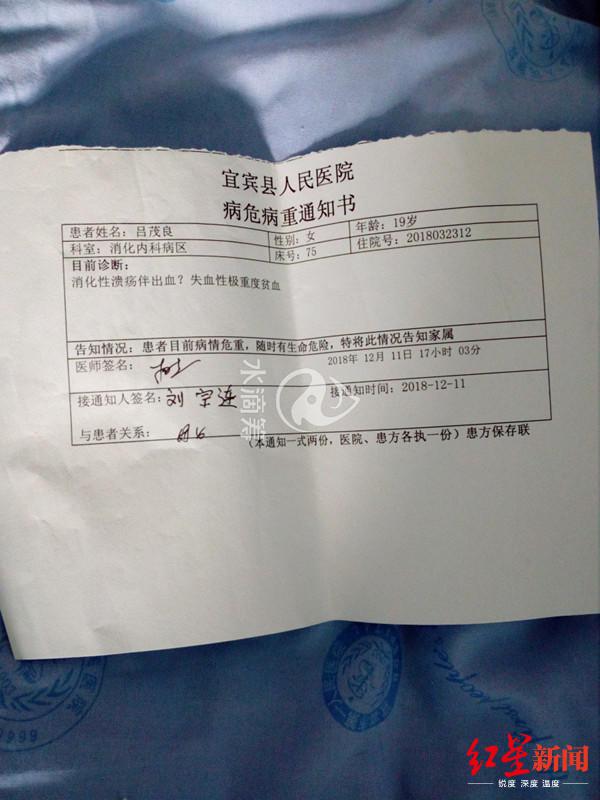 宜宾县人民医院
病危病重通知书
患者姓名：吕茂良 性别：女 年龄：19岁
科室：消化内科病区 床号：75 住院号：2018032312
目前诊断：
消化性溃疡伴出血？失血性极重度贫血
告知情况：患者目前病情危重，随时有生命危险，特将此情况告知家属
医师签名： 2018年 12月 11日 17小时 03分
接通知人签名：刘宗连 接通知时间：2018-12-11
与患者关系：
（本通知一式两份，医院、患方各执一份）患方保存联
水滴筹
红星新闻
锐度 深度 温度